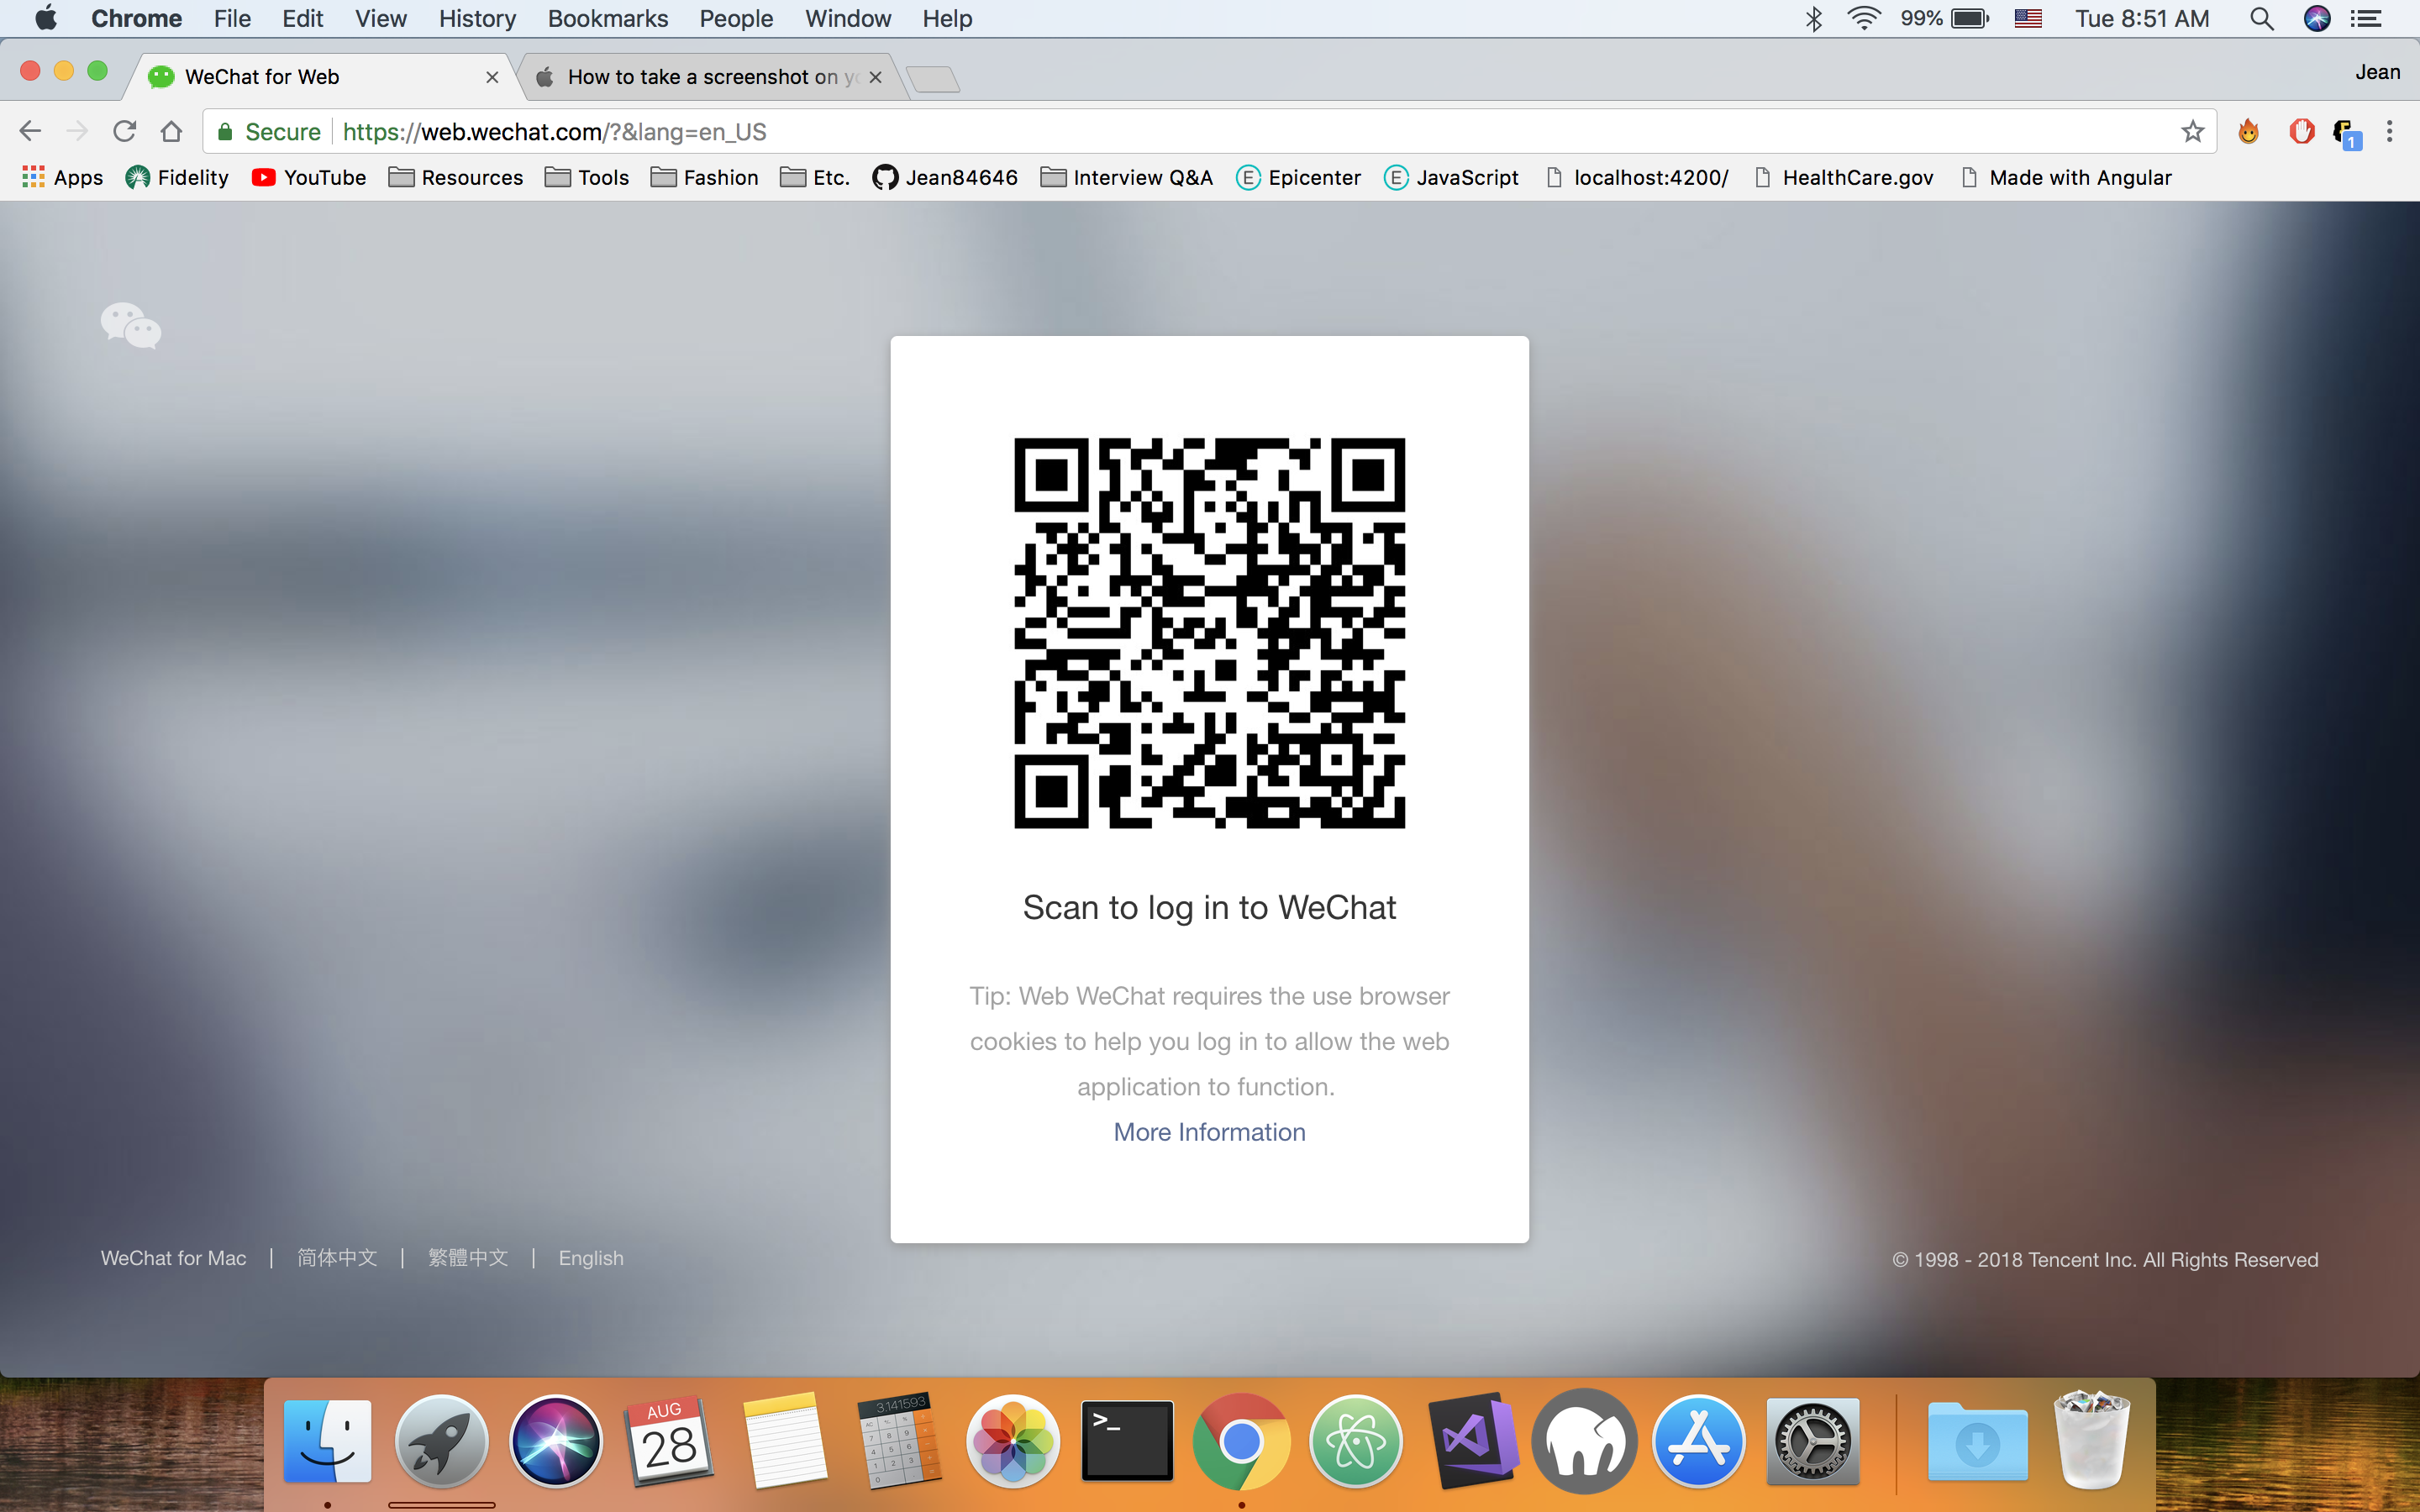 Chrome File Edit View History Bookmarks People Window Help 99% Tue 8:51 AM
WeChat for Web How to take a screenshot on yo Jean
Secure https://web.wechat.com/?&lang=en_US 1
Apps Fidelity YouTube Resources Tools Fashion Etc. Jean84646 Interview Q&A E Epicenter E JavaScript localhost:4200/ HealthCare.gov Made with Angular
Scan to log in to WeChat
Tip: Web WeChat requires the use browser
cookies to help you log in to allow the web
application to function.
More Information
WeChat for Mac | 简体中文 | 繁體中文 | English
© 1998 - 2018 Tencent Inc. All Rights Reserved
AUG
28
3.141593
>_